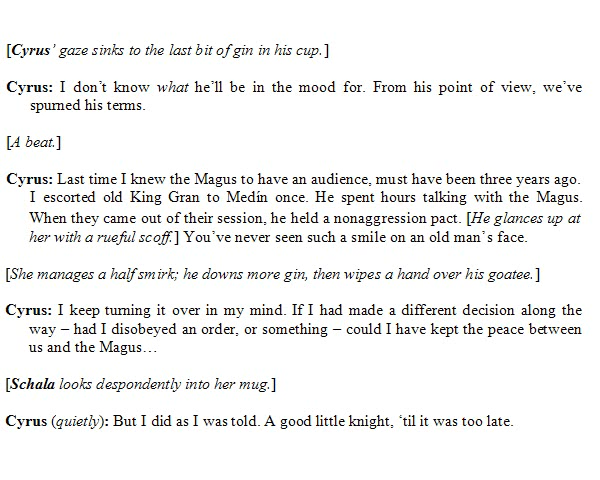 [Cyrus’ gaze sinks to the last bit of gin in his cup.]
Cyrus: I don’t know what he’ll be in the mood for. From his point of view, we’ve
spurned his terms.
[A beat.]
Cyrus: Last time I knew the Magus to have an audience, must have been three years ago.
I escorted old King Gran to Medín once. He spent hours talking with the Magus.
When they came out of their session, he held a nonaggression pact. [He glances up at
her with a rueful scoff.] You’ve never seen such a smile on an old man’s face.
[She manages a half smirk; he downs more gin, then wipes a hand over his goatee.]
Cyrus: I keep turning it over in my mind. If I had made a different decision along the
way – had I disobeyed an order, or something – could I have kept the peace between
us and the Magus…
[Schala looks despondently into her mug.]
Cyrus (quietly): But I did as I was told. A good little knight, ‘til it was too late.